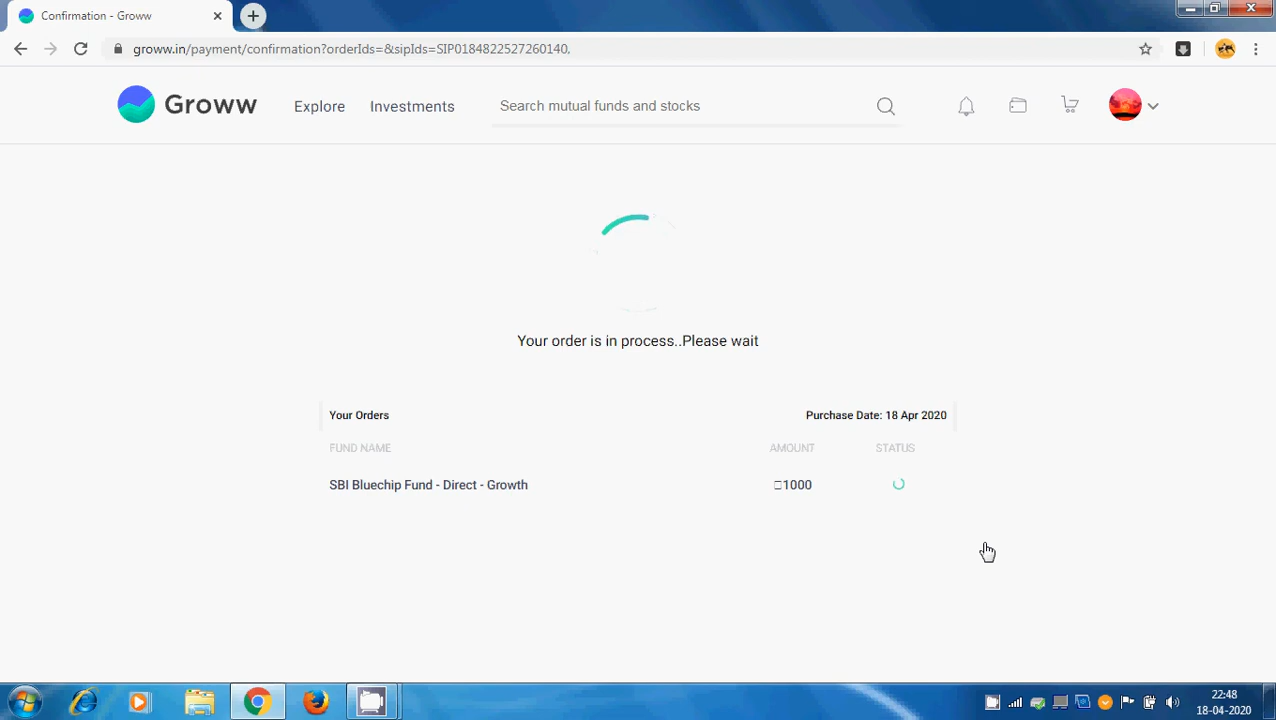 Confirmation - Groww
groww.in/payment/confirmation?orderIds=&sipIds=SIP0184822527260140,
Groww
Explore
Investments
Search mutual funds and stocks
Your order is in process..Please wait
Your Orders
Purchase Date: 18 Apr 2020
FUND NAME
AMOUNT
STATUS
SBI Bluechip Fund - Direct - Growth
□1000
22:48
18-04-2020